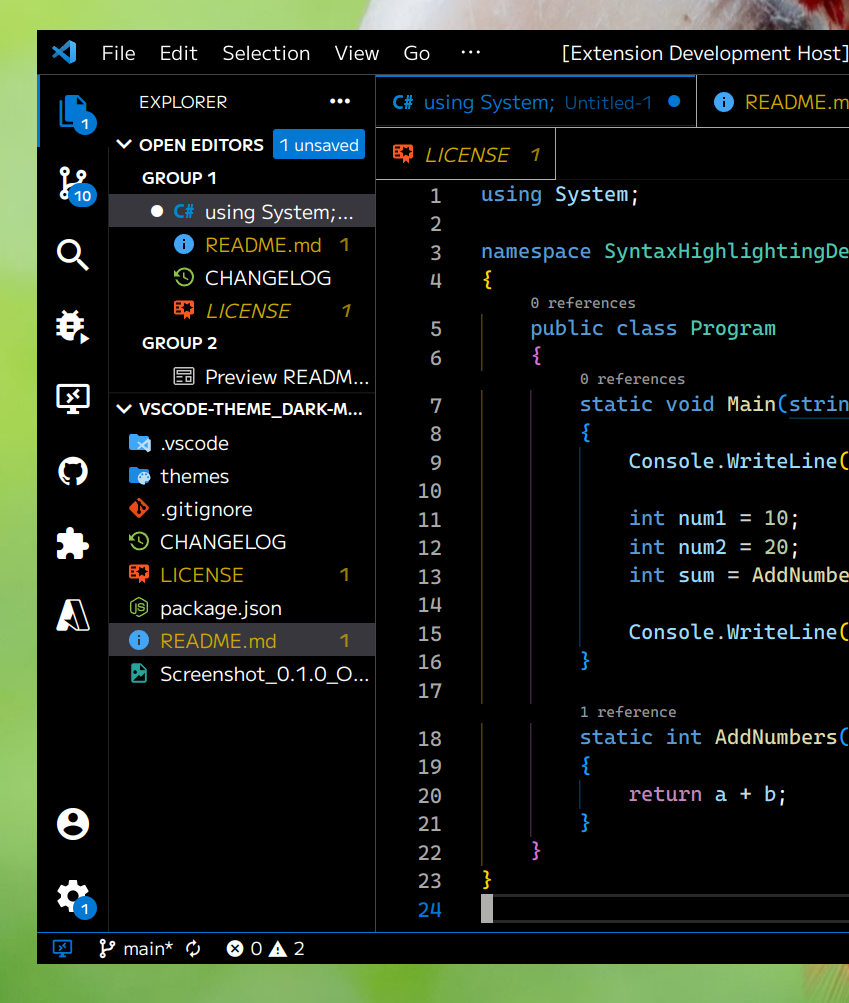 File Edit Selection View Go ··· [Extension Development Host]
EXPLORER ···
1
OPEN EDITORS 1 unsaved
GROUP 1
10
using System;...
README.md 1
CHANGELOG
LICENSE 1
GROUP 2
Preview READM...
VSCODE-THEME_DARK-M...
.vscode
themes
.gitignore
CHANGELOG
LICENSE 1
package.json
README.md 1
Screenshot_0.1.0_O...
1
C# using System; Untitled-1 README.m
LICENSE 1
1 using System;
2
3 namespace SyntaxHighlightingDe
4 {
0 references
5 public class Program
6 {
0 references
7 static void Main(strin
8 {
9 Console.WriteLine(
10
11 int num1 = 10;
12 int num2 = 20;
13 int sum = AddNumbe
14
15 Console.WriteLine(
16 }
17
1 reference
18 static int AddNumbers(
19 {
20 return a + b;
21 }
22 }
23 }
24
main* 0 2